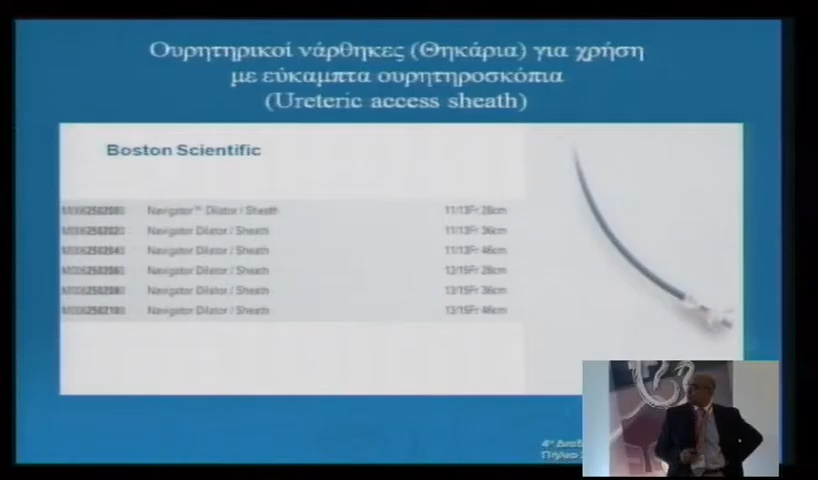 Ουρητηρικοί νάρθηκες (Θηκάρια) για χρήση
με εύκαμπτα ουρητηροσκόπια
(Ureteric access sheath)
Boston Scientific
Navigator™ Dilator / Sheath 11/13Fr 28cm
Navigator Dilator / Sheath 11/13Fr 36cm
Navigator Dilator / Sheath 11/13Fr 46cm
Navigator Dilator / Sheath 13/15Fr 28cm
Navigator Dilator / Sheath 13/15Fr 36cm
Navigator Dilator / Sheath 13/15Fr 46cm
4º
Πήλιο